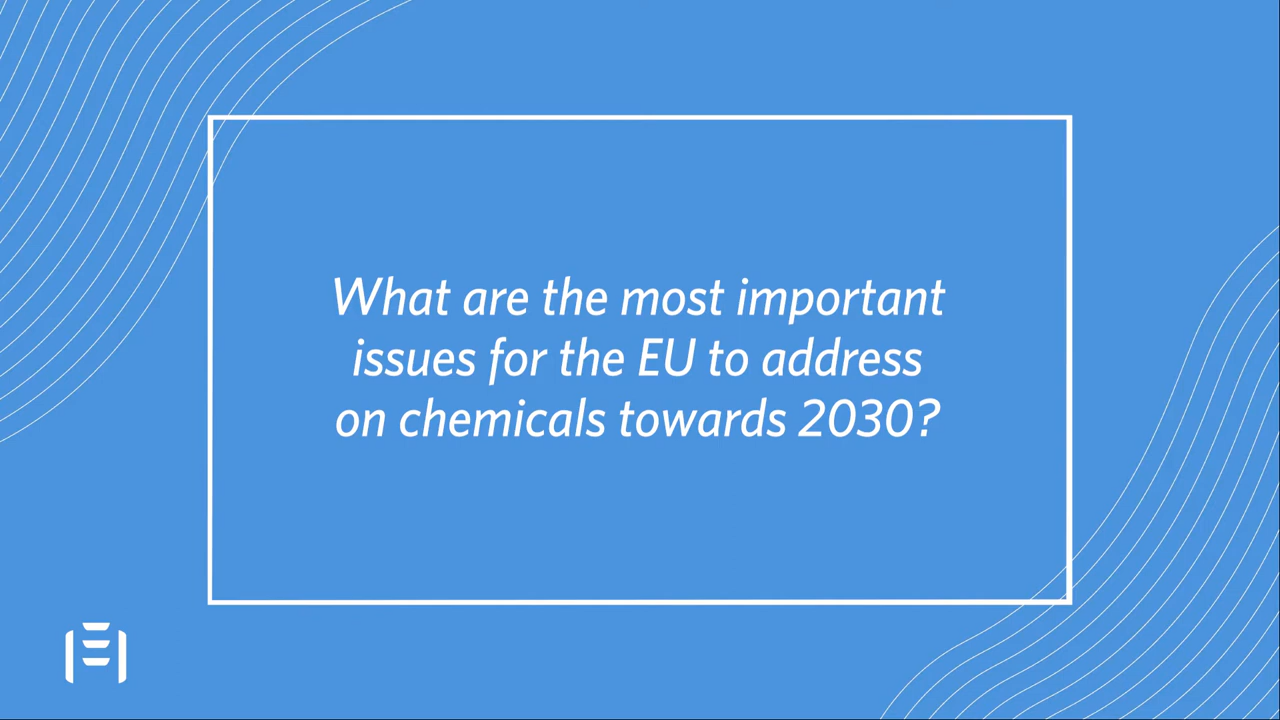 What are the most important
issues for the EU to address
on chemicals towards 2030?